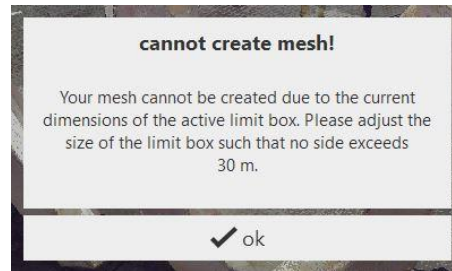 cannot create mesh!
Your mesh cannot be created due to the current
dimensions of the active limit box. Please adjust the
size of the limit box such that no side exceeds
30 m.
ok